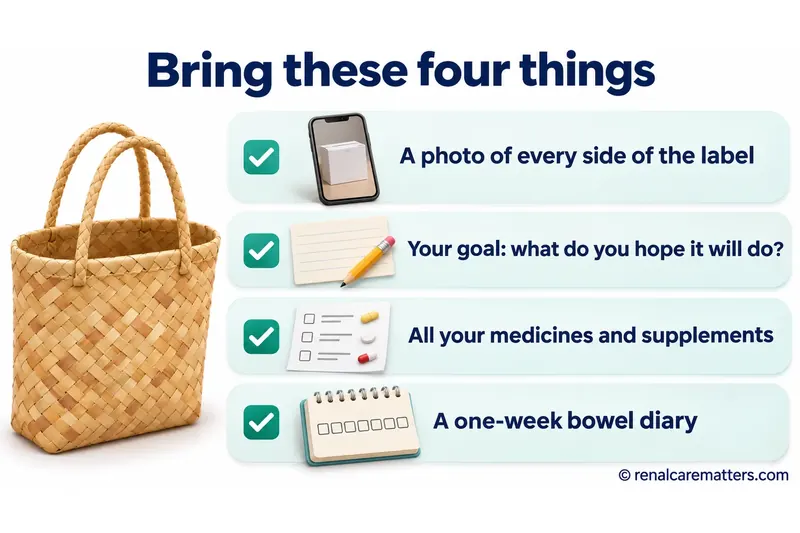 Bring these four things
A photo of every side of the label
Your goal: what do you hope it will do?
All your medicines and supplements
A one-week bowel diary
© renalcarematters.com